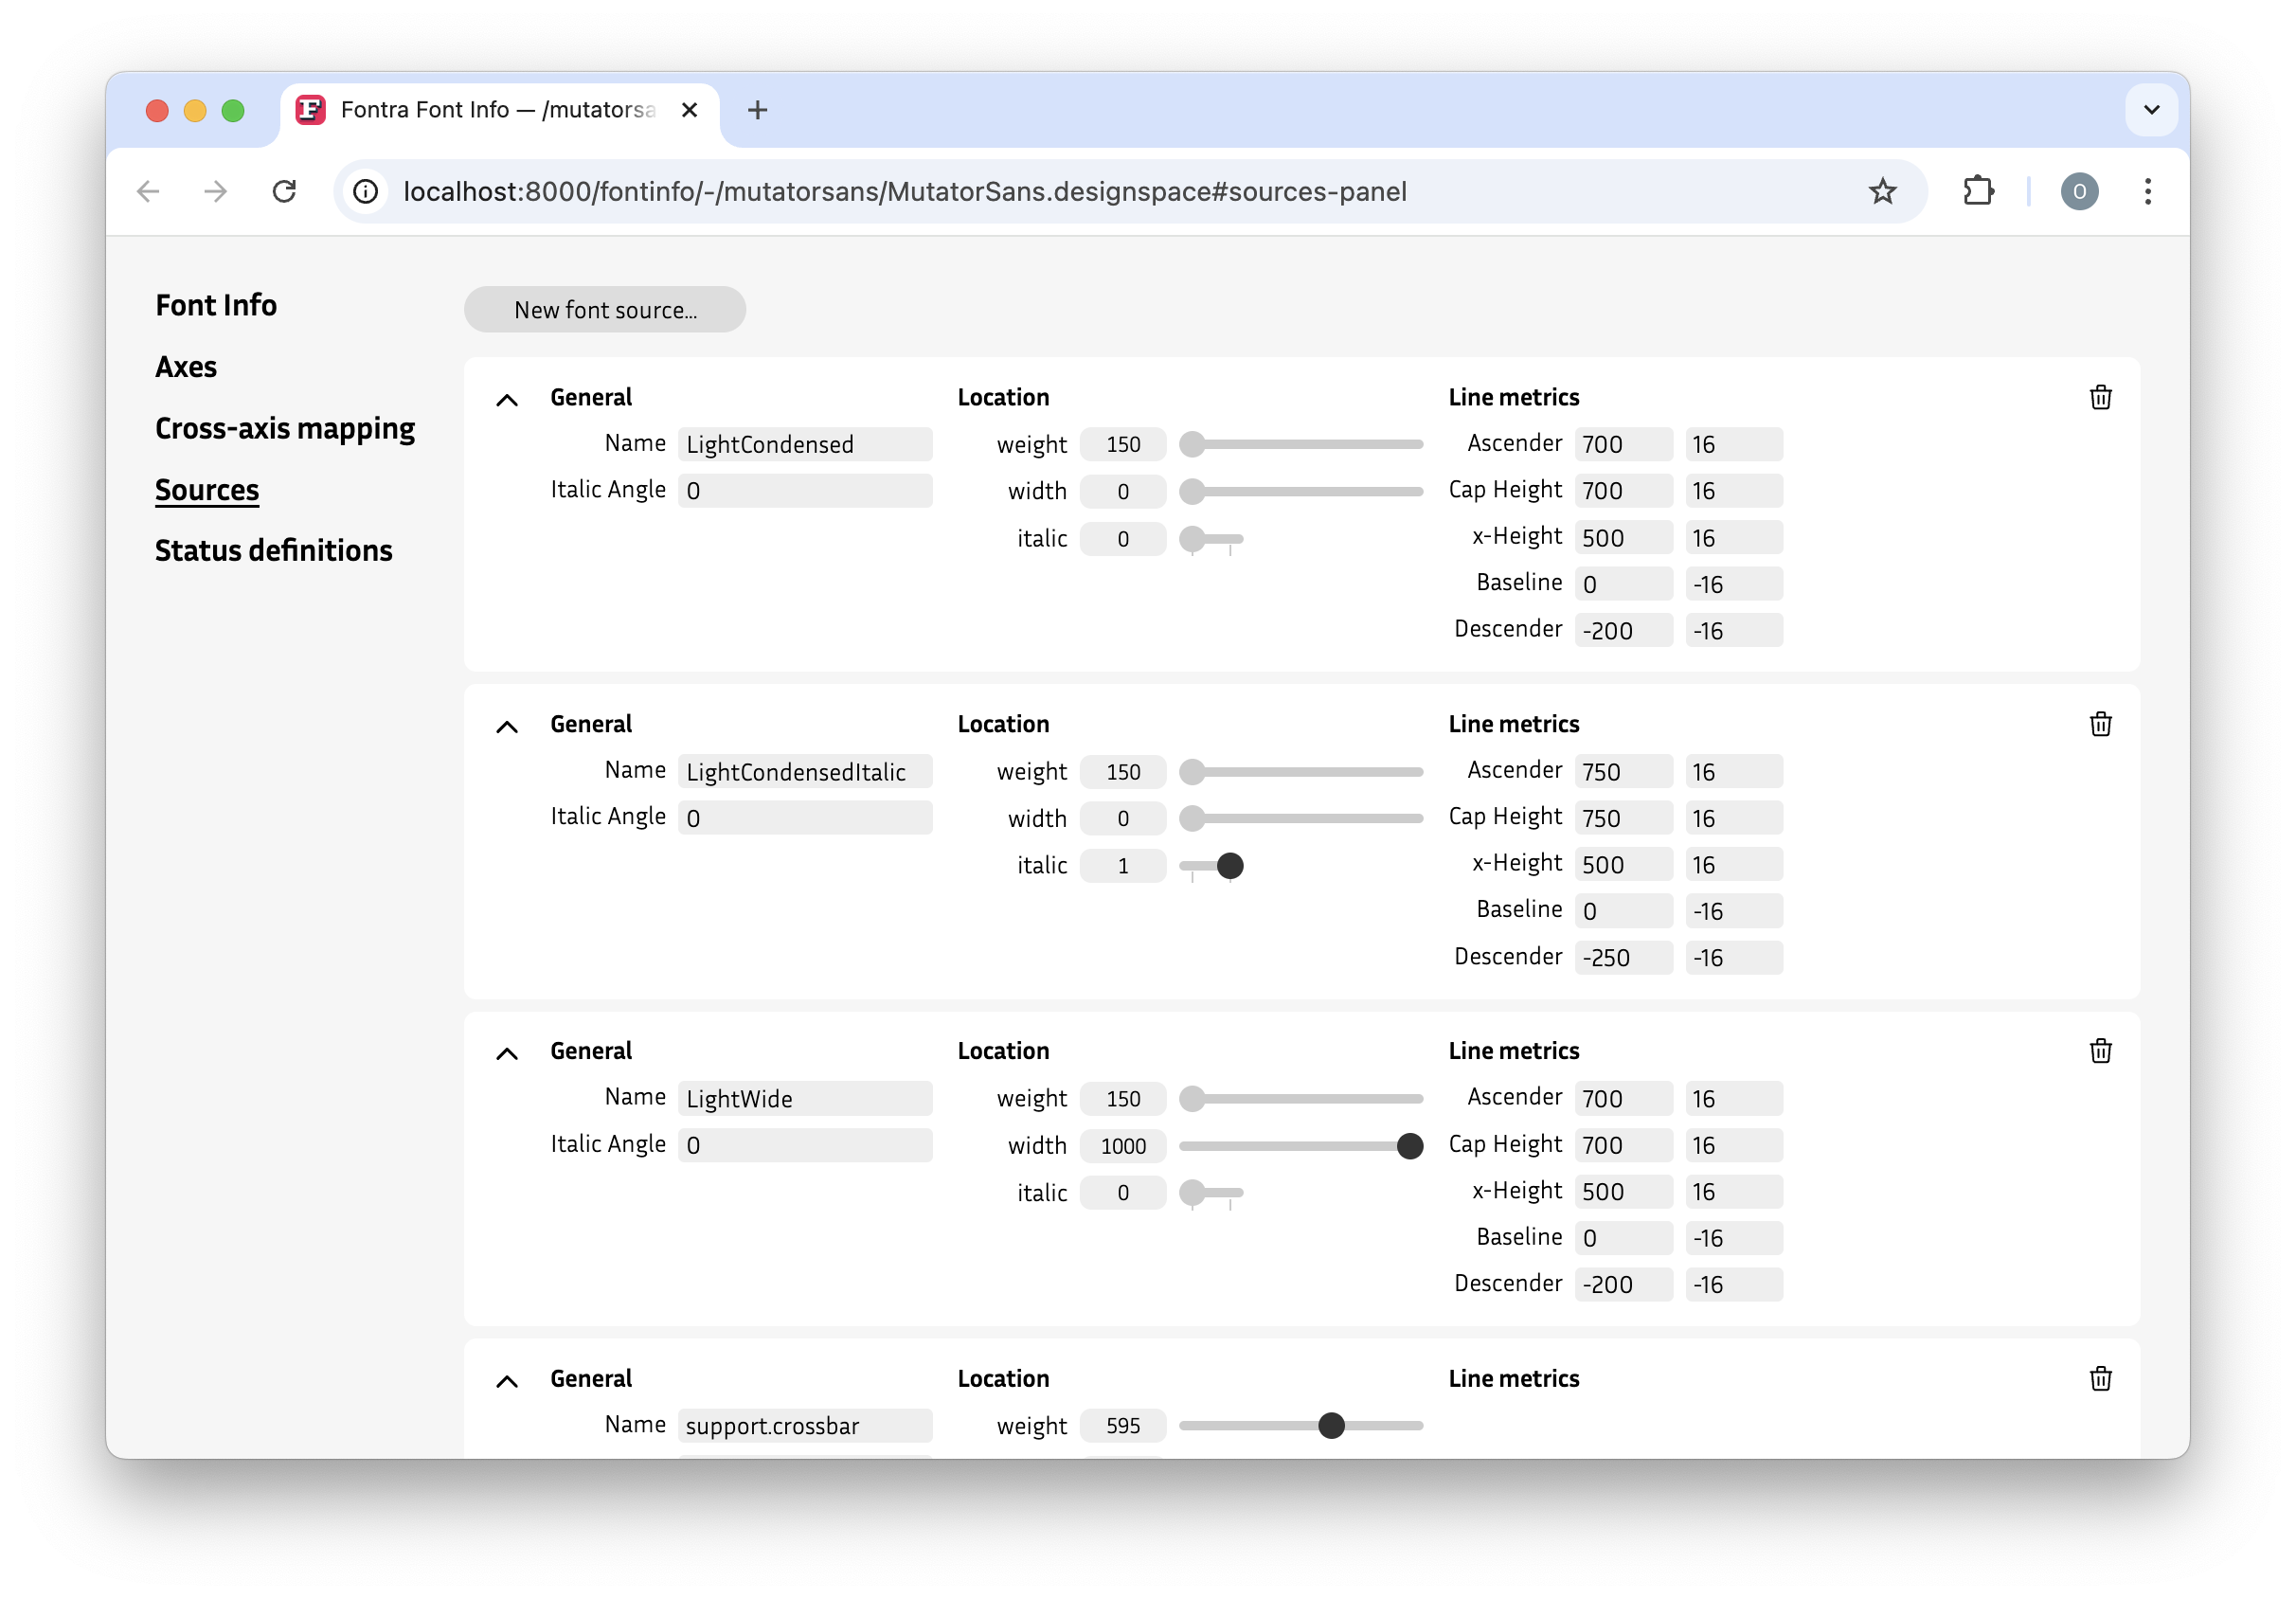 Fontra Font Info — /mutatorsa
localhost:8000/fontinfo/-/mutatorsans/MutatorSans.designspace#sources-panel
O
Font Info
Axes
Cross-axis mapping
Sources
Status definitions
New font source...
General Location Line metrics
Name LightCondensed weight 150 Ascender 700 16
Italic Angle 0 width 0 Cap Height 700 16
italic 0 x-Height 500 16
Baseline 0 -16
Descender -200 -16
General Location Line metrics
Name LightCondensedItalic weight 150 Ascender 750 16
Italic Angle 0 width 0 Cap Height 750 16
italic 1 x-Height 500 16
Baseline 0 -16
Descender -250 -16
General Location Line metrics
Name LightWide weight 150 Ascender 700 16
Italic Angle 0 width 1000 Cap Height 700 16
italic 0 x-Height 500 16
Baseline 0 -16
Descender -200 -16
General Location Line metrics
Name support.crossbar weight 595